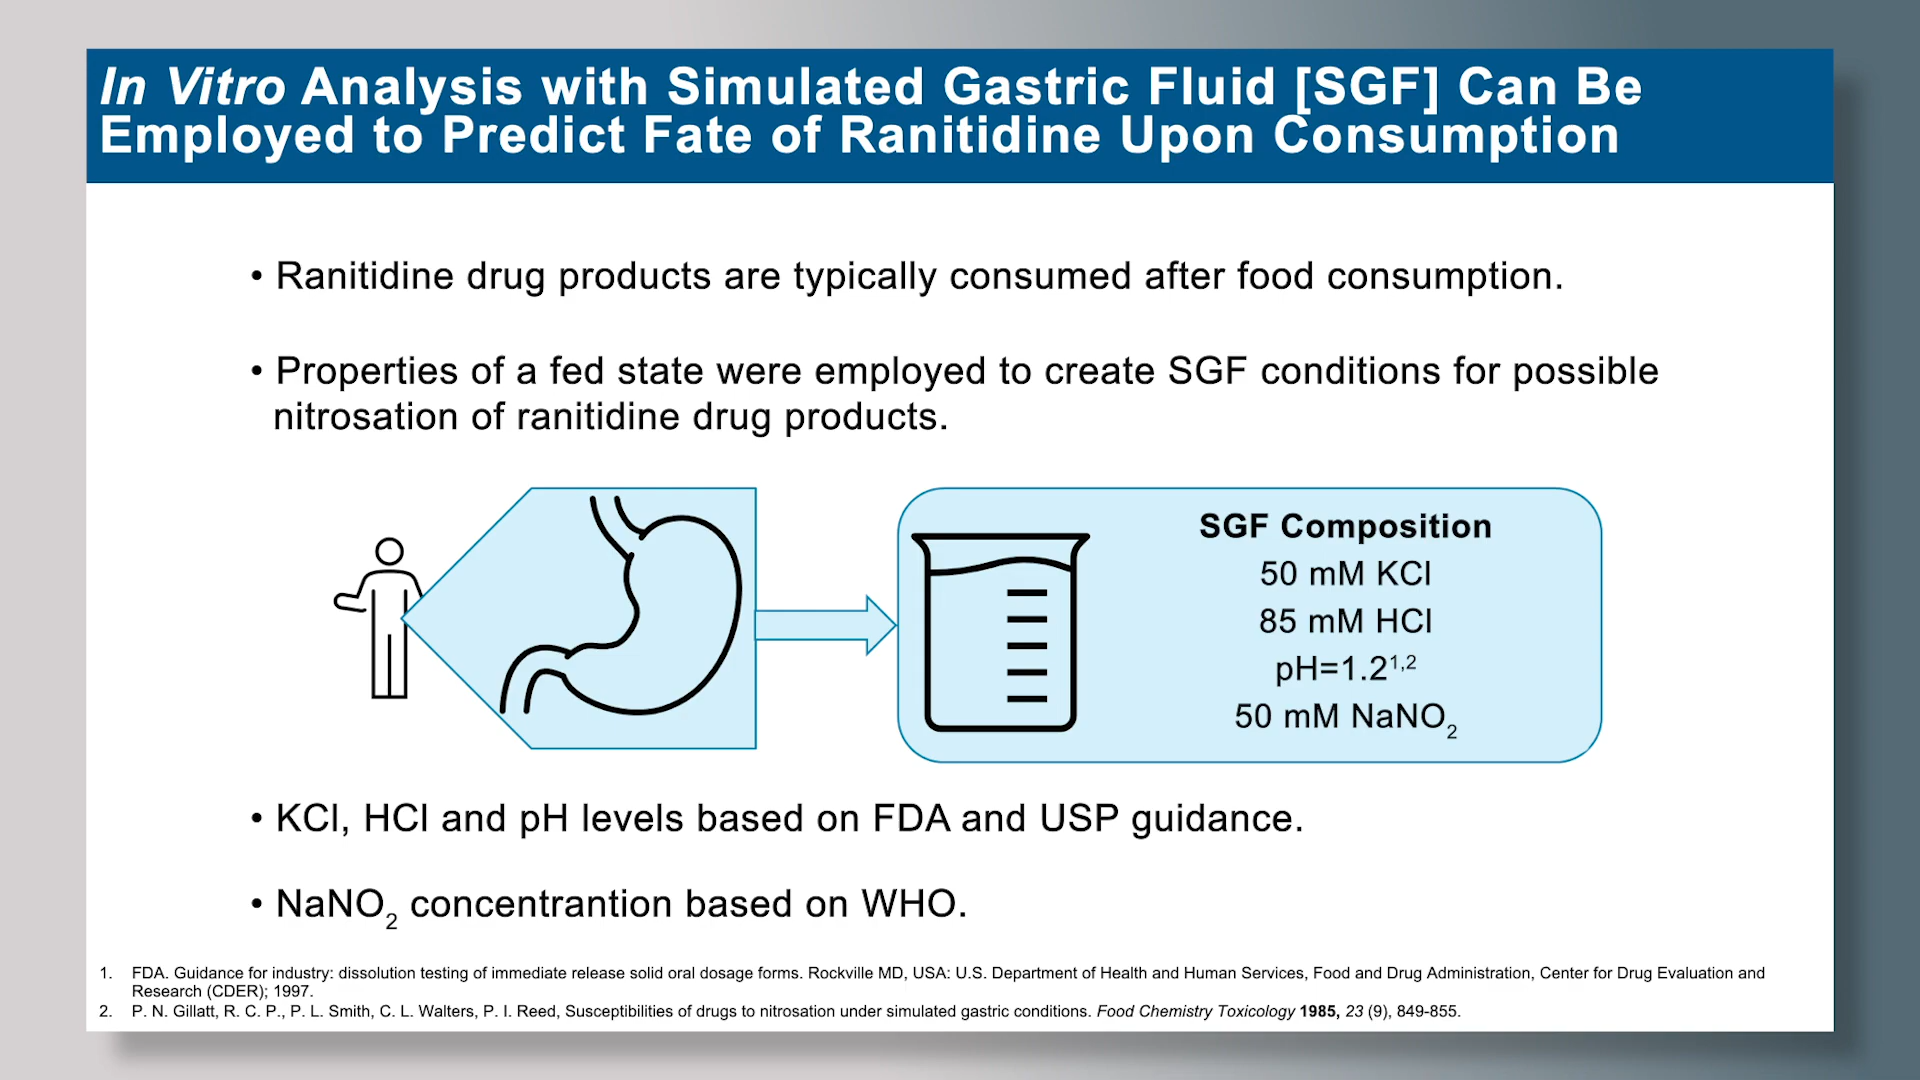 In Vitro Analysis with Simulated Gastric Fluid [SGF] Can Be
Employed to Predict Fate of Ranitidine Upon Consumption
• Ranitidine drug products are typically consumed after food consumption.
• Properties of a fed state were employed to create SGF conditions for possible
nitrosation of ranitidine drug products.
SGF Composition
50 mM KCl
85 mM HCl
pH=1.2¹,²
50 mM NaNO₂
• KCl, HCl and pH levels based on FDA and USP guidance.
• NaNO₂ concentrantion based on WHO.
1. FDA. Guidance for industry: dissolution testing of immediate release solid oral dosage forms. Rockville MD, USA: U.S. Department of Health and Human Services, Food and Drug Administration, Center for Drug Evaluation and
Research (CDER); 1997.
2. P. N. Gillatt, R. C. P., P. L. Smith, C. L. Walters, P. I. Reed, Susceptibilities of drugs to nitrosation under simulated gastric conditions. Food Chemistry Toxicology 1985, 23 (9), 849-855.